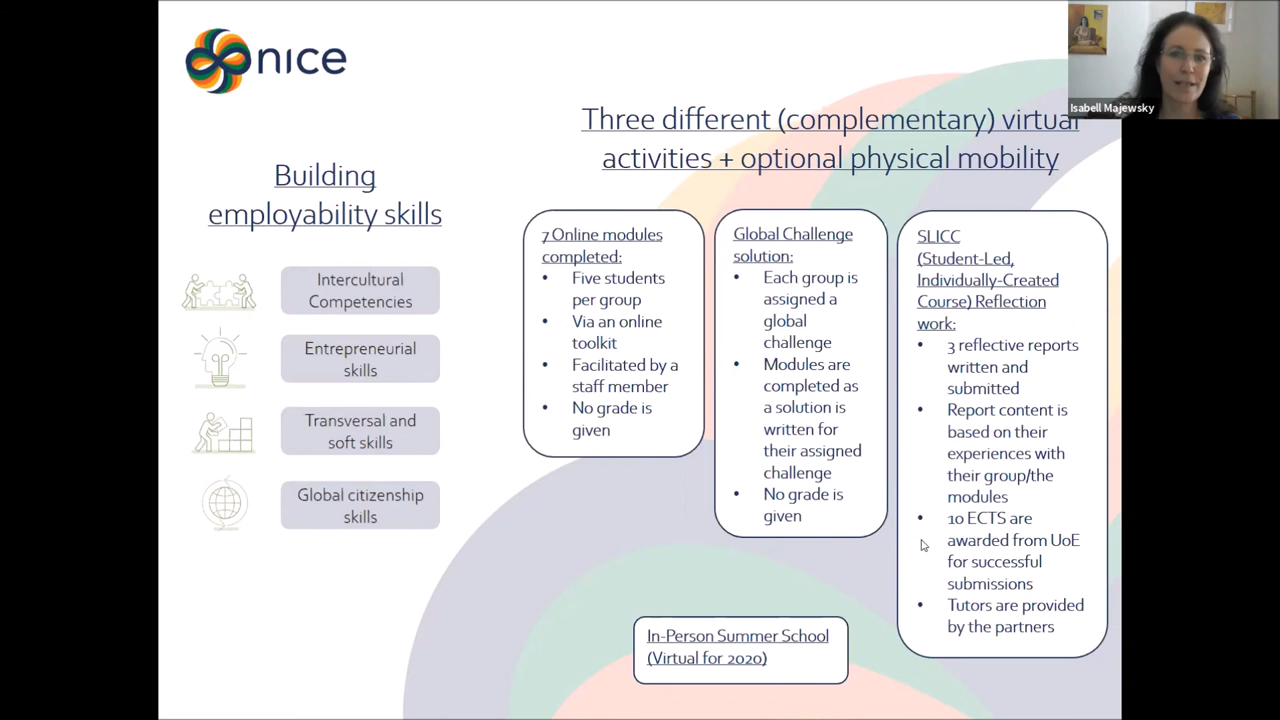 nice
Isabell Majewsky
Three different (complementary) virtual
activities + optional physical mobility
Building
employability skills
Intercultural
Competencies
Entrepreneurial
skills
Transversal and
soft skills
Global citizenship
skills
7 Online modules
completed:
• Five students
per group
• Via an online
toolkit
• Facilitated by a
staff member
• No grade is
given
Global Challenge
solution:
• Each group is
assigned a
global
challenge
• Modules are
completed as
a solution is
written for
their assigned
challenge
• No grade is
given
SLICC
(Student-Led,
Individually-Created
Course) Reflection
work:
• 3 reflective reports
written and
submitted
• Report content is
based on their
experiences with
their group/the
modules
• 10 ECTS are
awarded from UoE
for successful
submissions
• Tutors are provided
by the partners
In-Person Summer School
(Virtual for 2020)